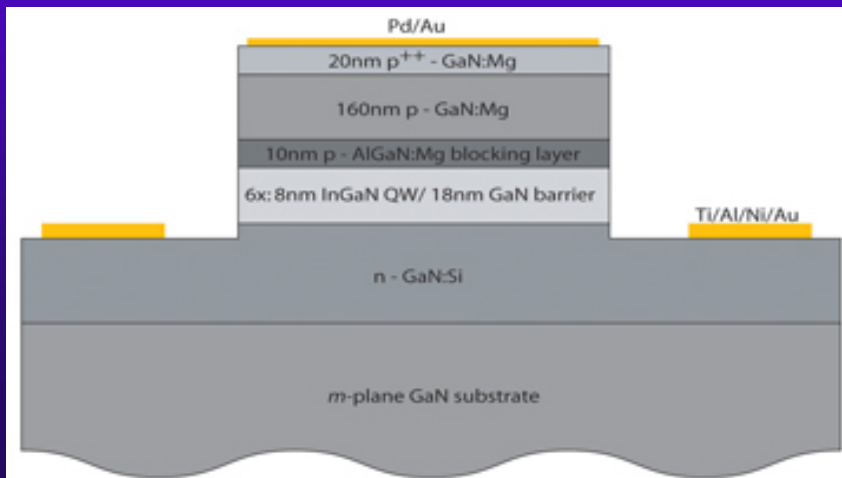 Pd/Au
20nm p++ - GaN:Mg
160nm p - GaN:Mg
10nm p - AlGaN:Mg blocking layer
6x: 8nm InGaN QW/ 18nm GaN barrier
Ti/Al/Ni/Au
n - GaN:Si
m-plane GaN substrate